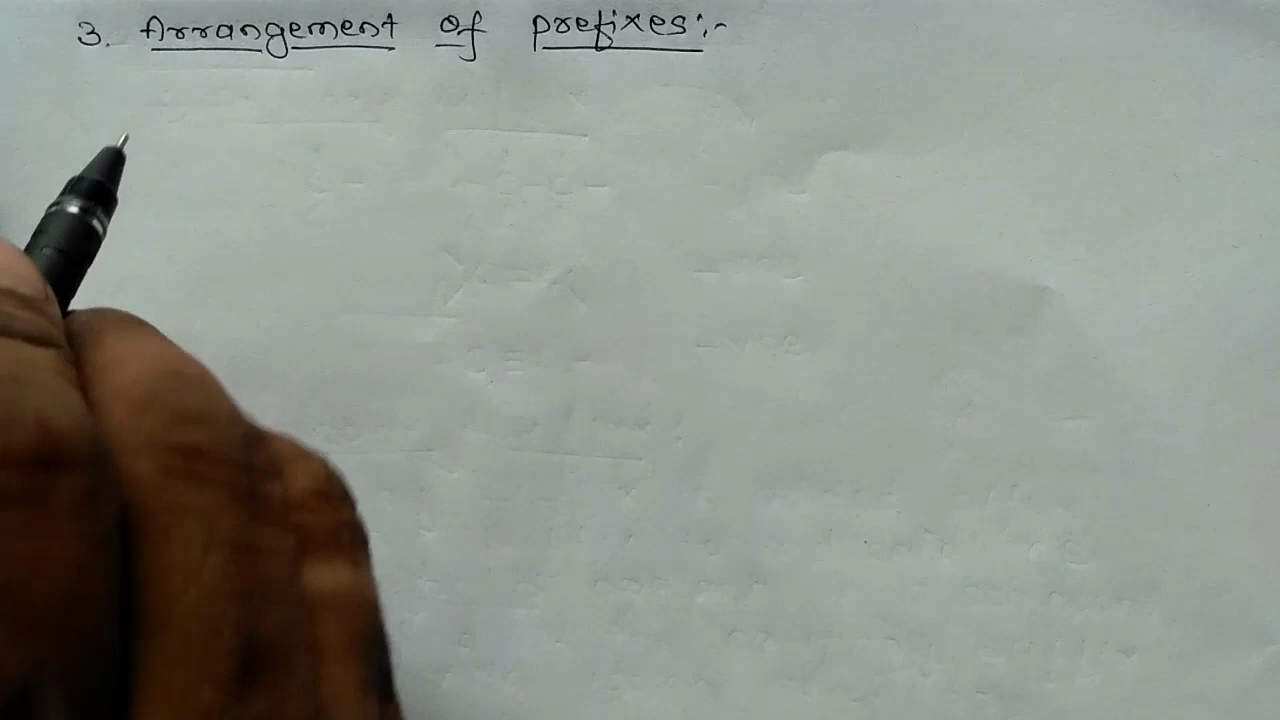 3. Arrangement of prefixes:-